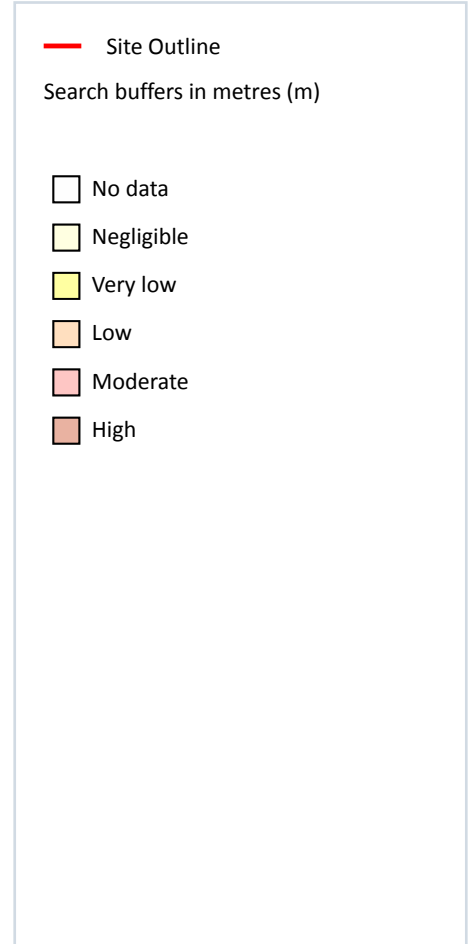 Site Outline
Search buffers in metres (m)
No data
Negligible
Very low
Low
Moderate
High